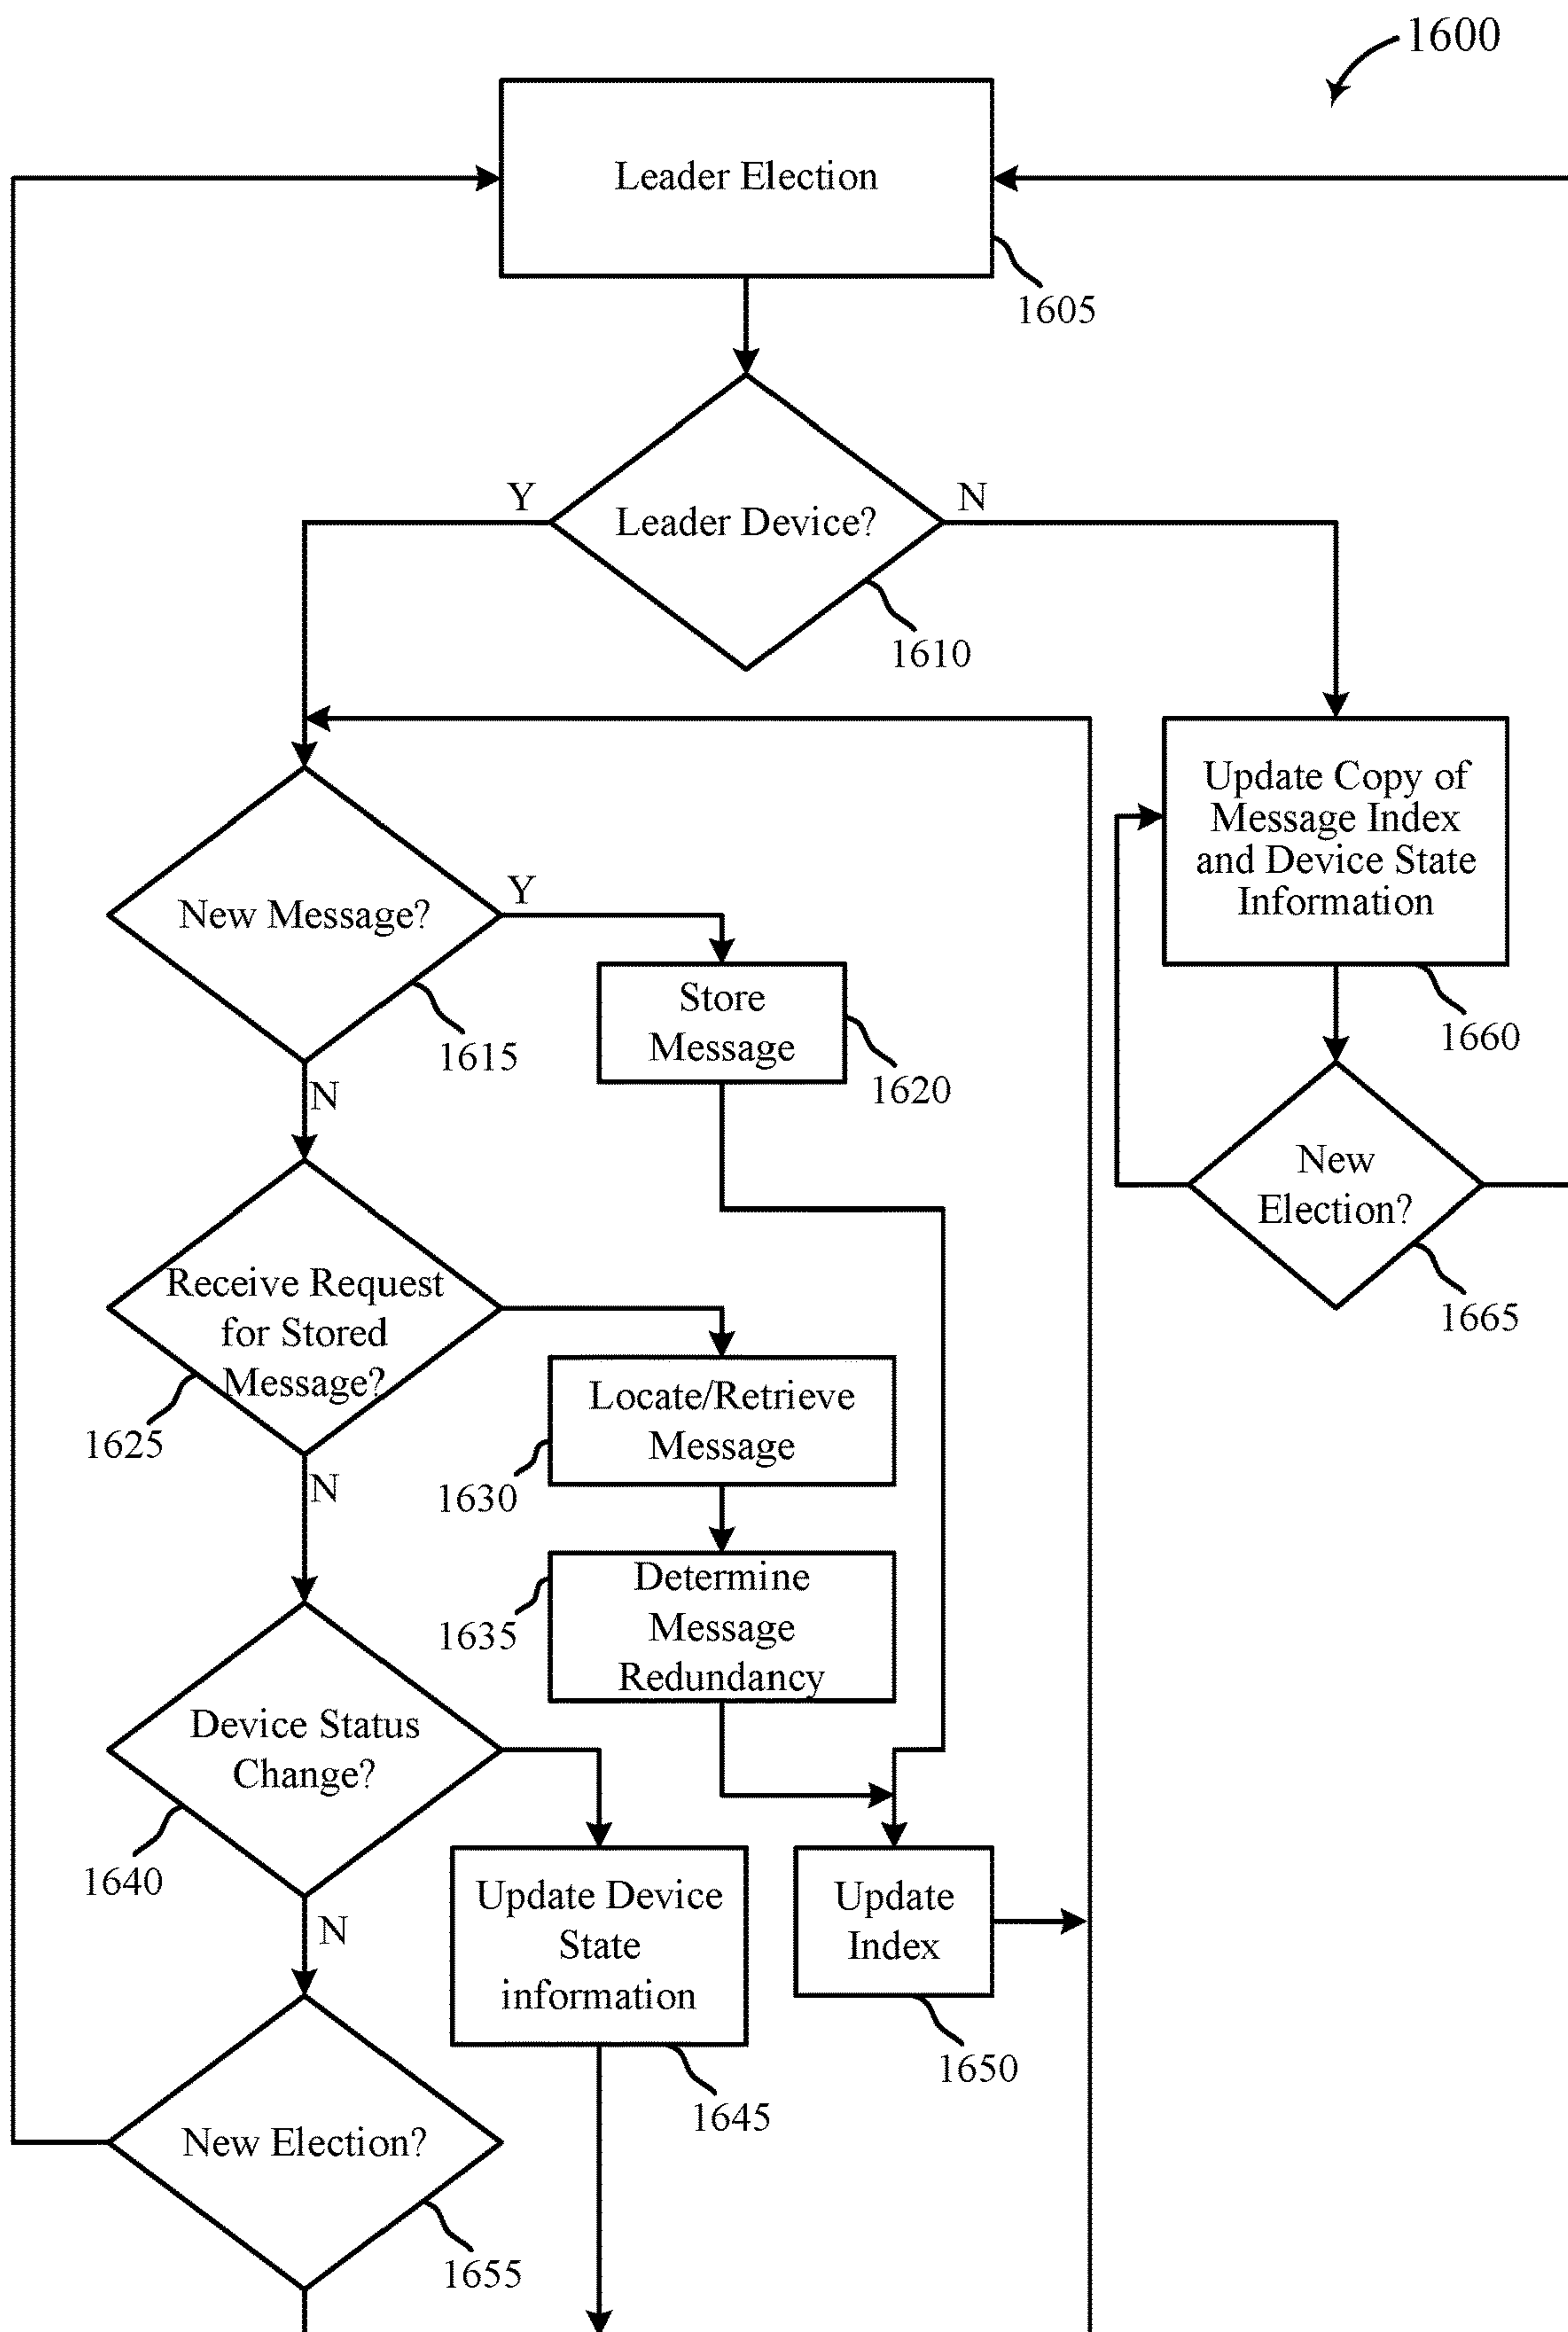 1600
Leader Election
1605
Y
N
Leader Device?
1610
Update Copy of
Message Index
and Device State
Information
1660
New Message?
Y
1615
Store
Message
1620
N
New
Election?
1665
Receive Request
for Stored
Message?
1625
Locate/Retrieve
Message
1630
N
Determine
Message
Redundancy
1635
Device Status
Change?
1640
N
Update Device
State
information
1645
Update
Index
1650
New Election?
1655